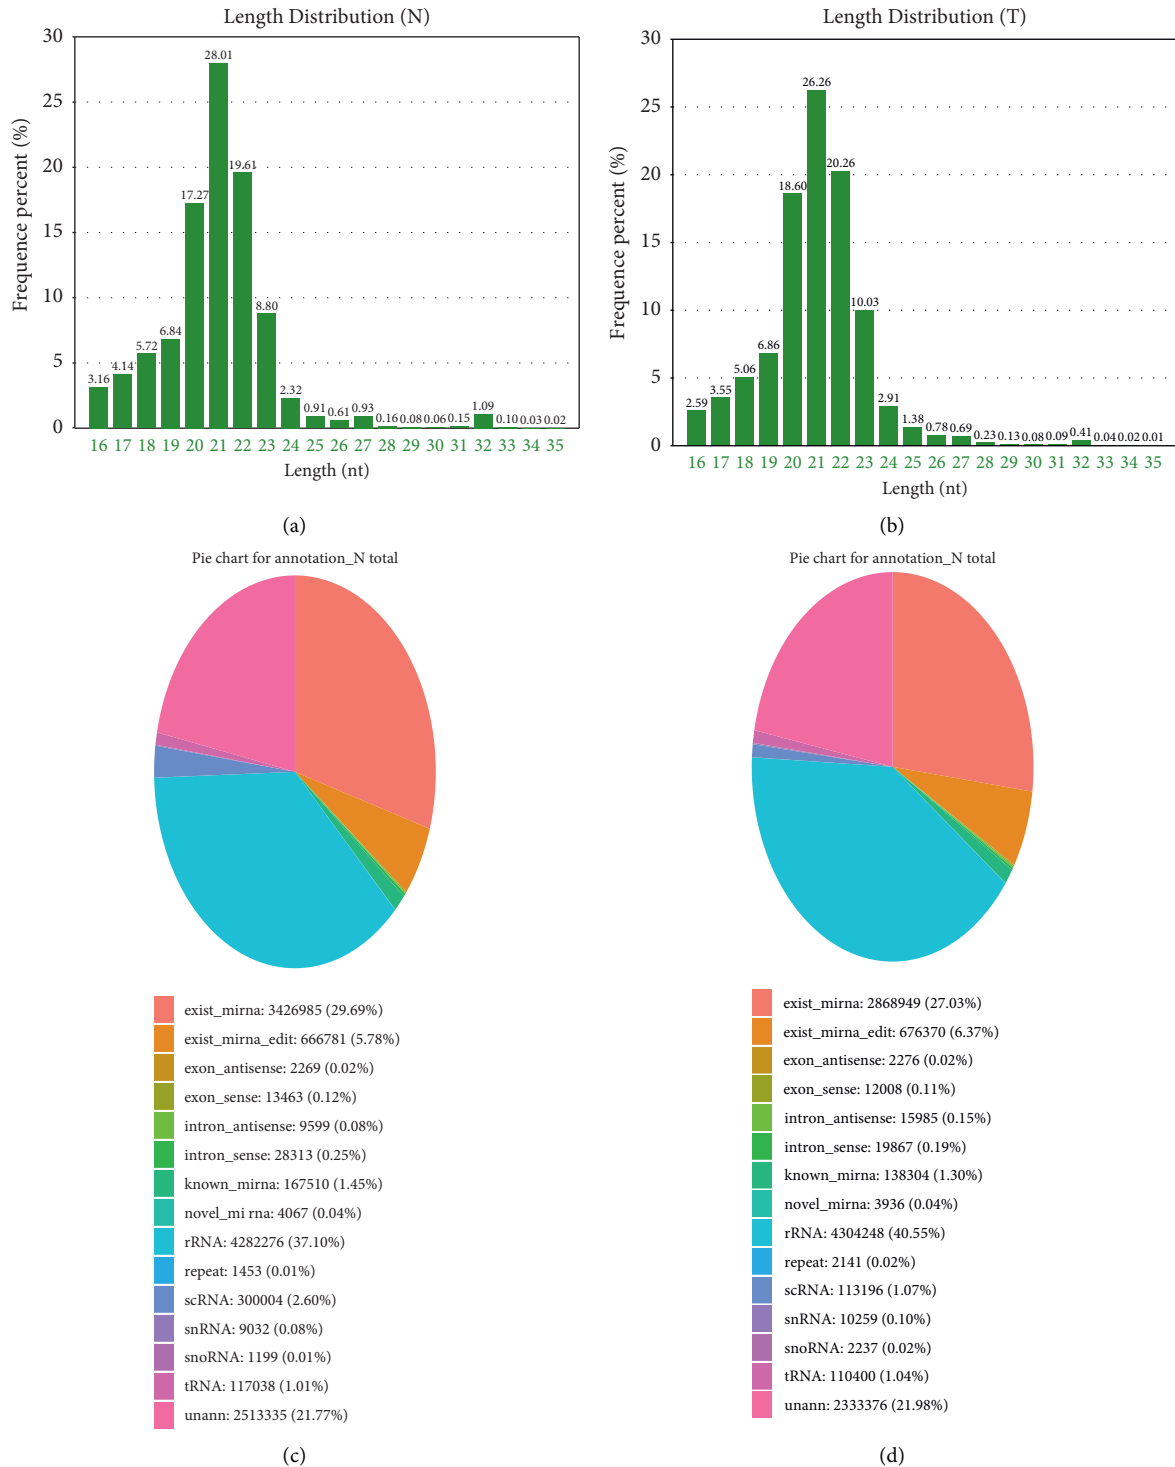 Length Distribution (N)
Frequence percent (%)
30
25
20
15
10
5
0
3.16
4.14
5.72
6.84
17.27
28.01
19.61
8.80
2.32
0.91
0.61
0.93
0.16
0.08
0.06
0.15
1.09
0.10
0.03
0.02
16 17 18 19 20 21 22 23 24 25 26 27 28 29 30 31 32 33 34 35
Length (nt)
(a)
Length Distribution (T)
Frequence percent (%)
30
25
20
15
10
5
0
2.59
3.55
5.06
6.86
18.60
26.26
20.26
10.03
2.91
1.38
0.78
0.69
0.23
0.13
0.08
0.09
0.41
0.04
0.02
0.01
16 17 18 19 20 21 22 23 24 25 26 27 28 29 30 31 32 33 34 35
Length (nt)
(b)
Pie chart for annotation_N total
exist_mirna: 3426985 (29.69%)
exist_mirna_edit: 666781 (5.78%)
exon_antisense: 2269 (0.02%)
exon_sense: 13463 (0.12%)
intron_antisense: 9599 (0.08%)
intron_sense: 28313 (0.25%)
known_mirna: 167510 (1.45%)
novel_mi rna: 4067 (0.04%)
rRNA: 4282276 (37.10%)
repeat: 1453 (0.01%)
scRNA: 300004 (2.60%)
snRNA: 9032 (0.08%)
snoRNA: 1199 (0.01%)
tRNA: 117038 (1.01%)
unann: 2513335 (21.77%)
(c)
Pie chart for annotation_N total
exist_mirna: 2868949 (27.03%)
exist_mirna_edit: 676370 (6.37%)
exon_antisense: 2276 (0.02%)
exon_sense: 12008 (0.11%)
intron_antisense: 15985 (0.15%)
intron_sense: 19867 (0.19%)
known_mirna: 138304 (1.30%)
novel_mirna: 3936 (0.04%)
rRNA: 4304248 (40.55%)
repeat: 2141 (0.02%)
scRNA: 113196 (1.07%)
snRNA: 10259 (0.10%)
snoRNA: 2237 (0.02%)
tRNA: 110400 (1.04%)
unann: 2333376 (21.98%)
(d)